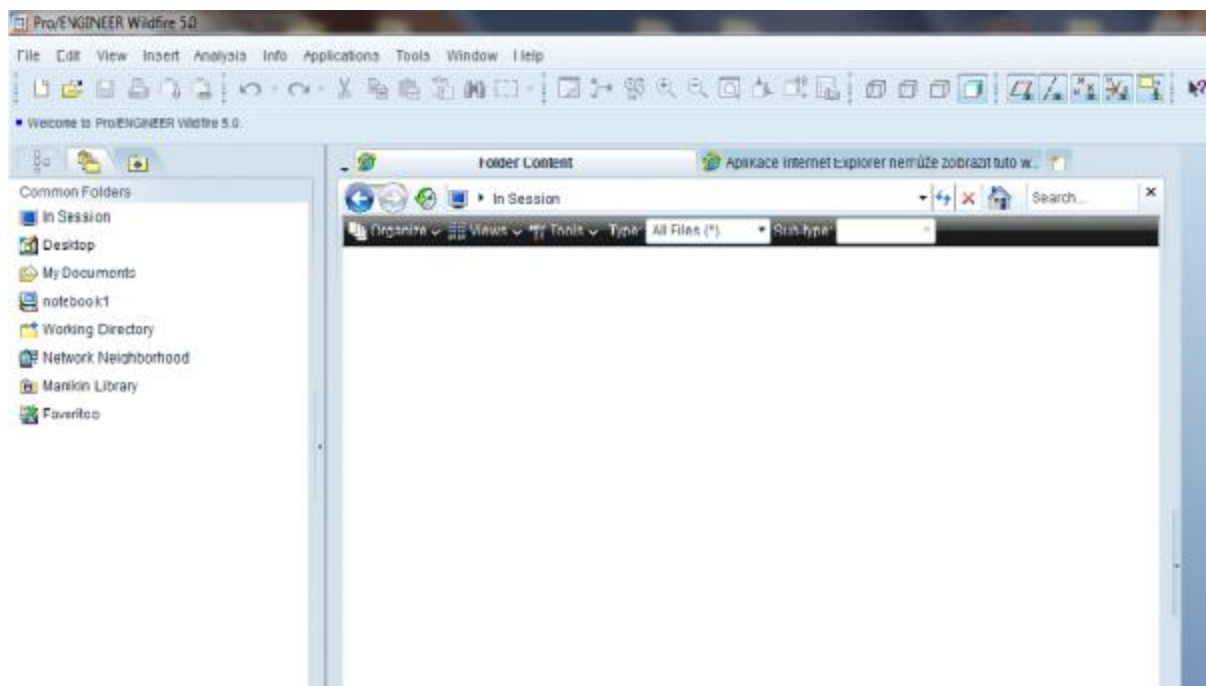 Pro/ENGINEER Wildfire 5.0
File Edit View Insert Analysis Info Applications Tools Window Help
• Welcome to Pro/ENGINEER Wildfire 5.0.
Folder Content
Aplikace Internet Explorer nemůže zobrazit tuto w...
Common Folders
In Session
Search...
In Session
Organize Views Tools Type: All Files (*) Sub-type:
Desktop
My Documents
notebook1
Working Directory
Network Neighborhood
Manikin Library
Favorites